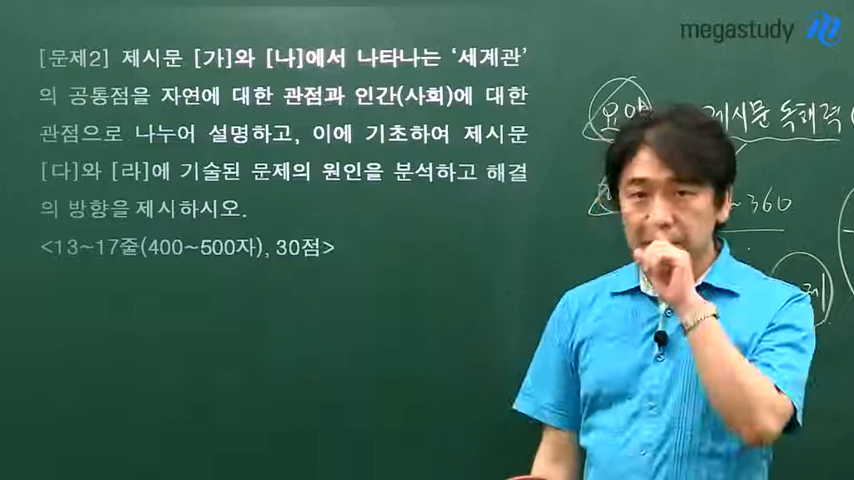 megastudy
[문제2] 제시문 [가]와 [나]에서 나타나는 ‘세계관’
의 공통점을 자연에 대한 관점과 인간(사회)에 대한
관점으로 나누어 설명하고, 이에 기초하여 제시문
[다]와 [라]에 기술된 문제의 원인을 분석하고 해결
의 방향을 제시하시오.
<13~17줄(400~500자), 30점>
요약
제시문 독해력
~360